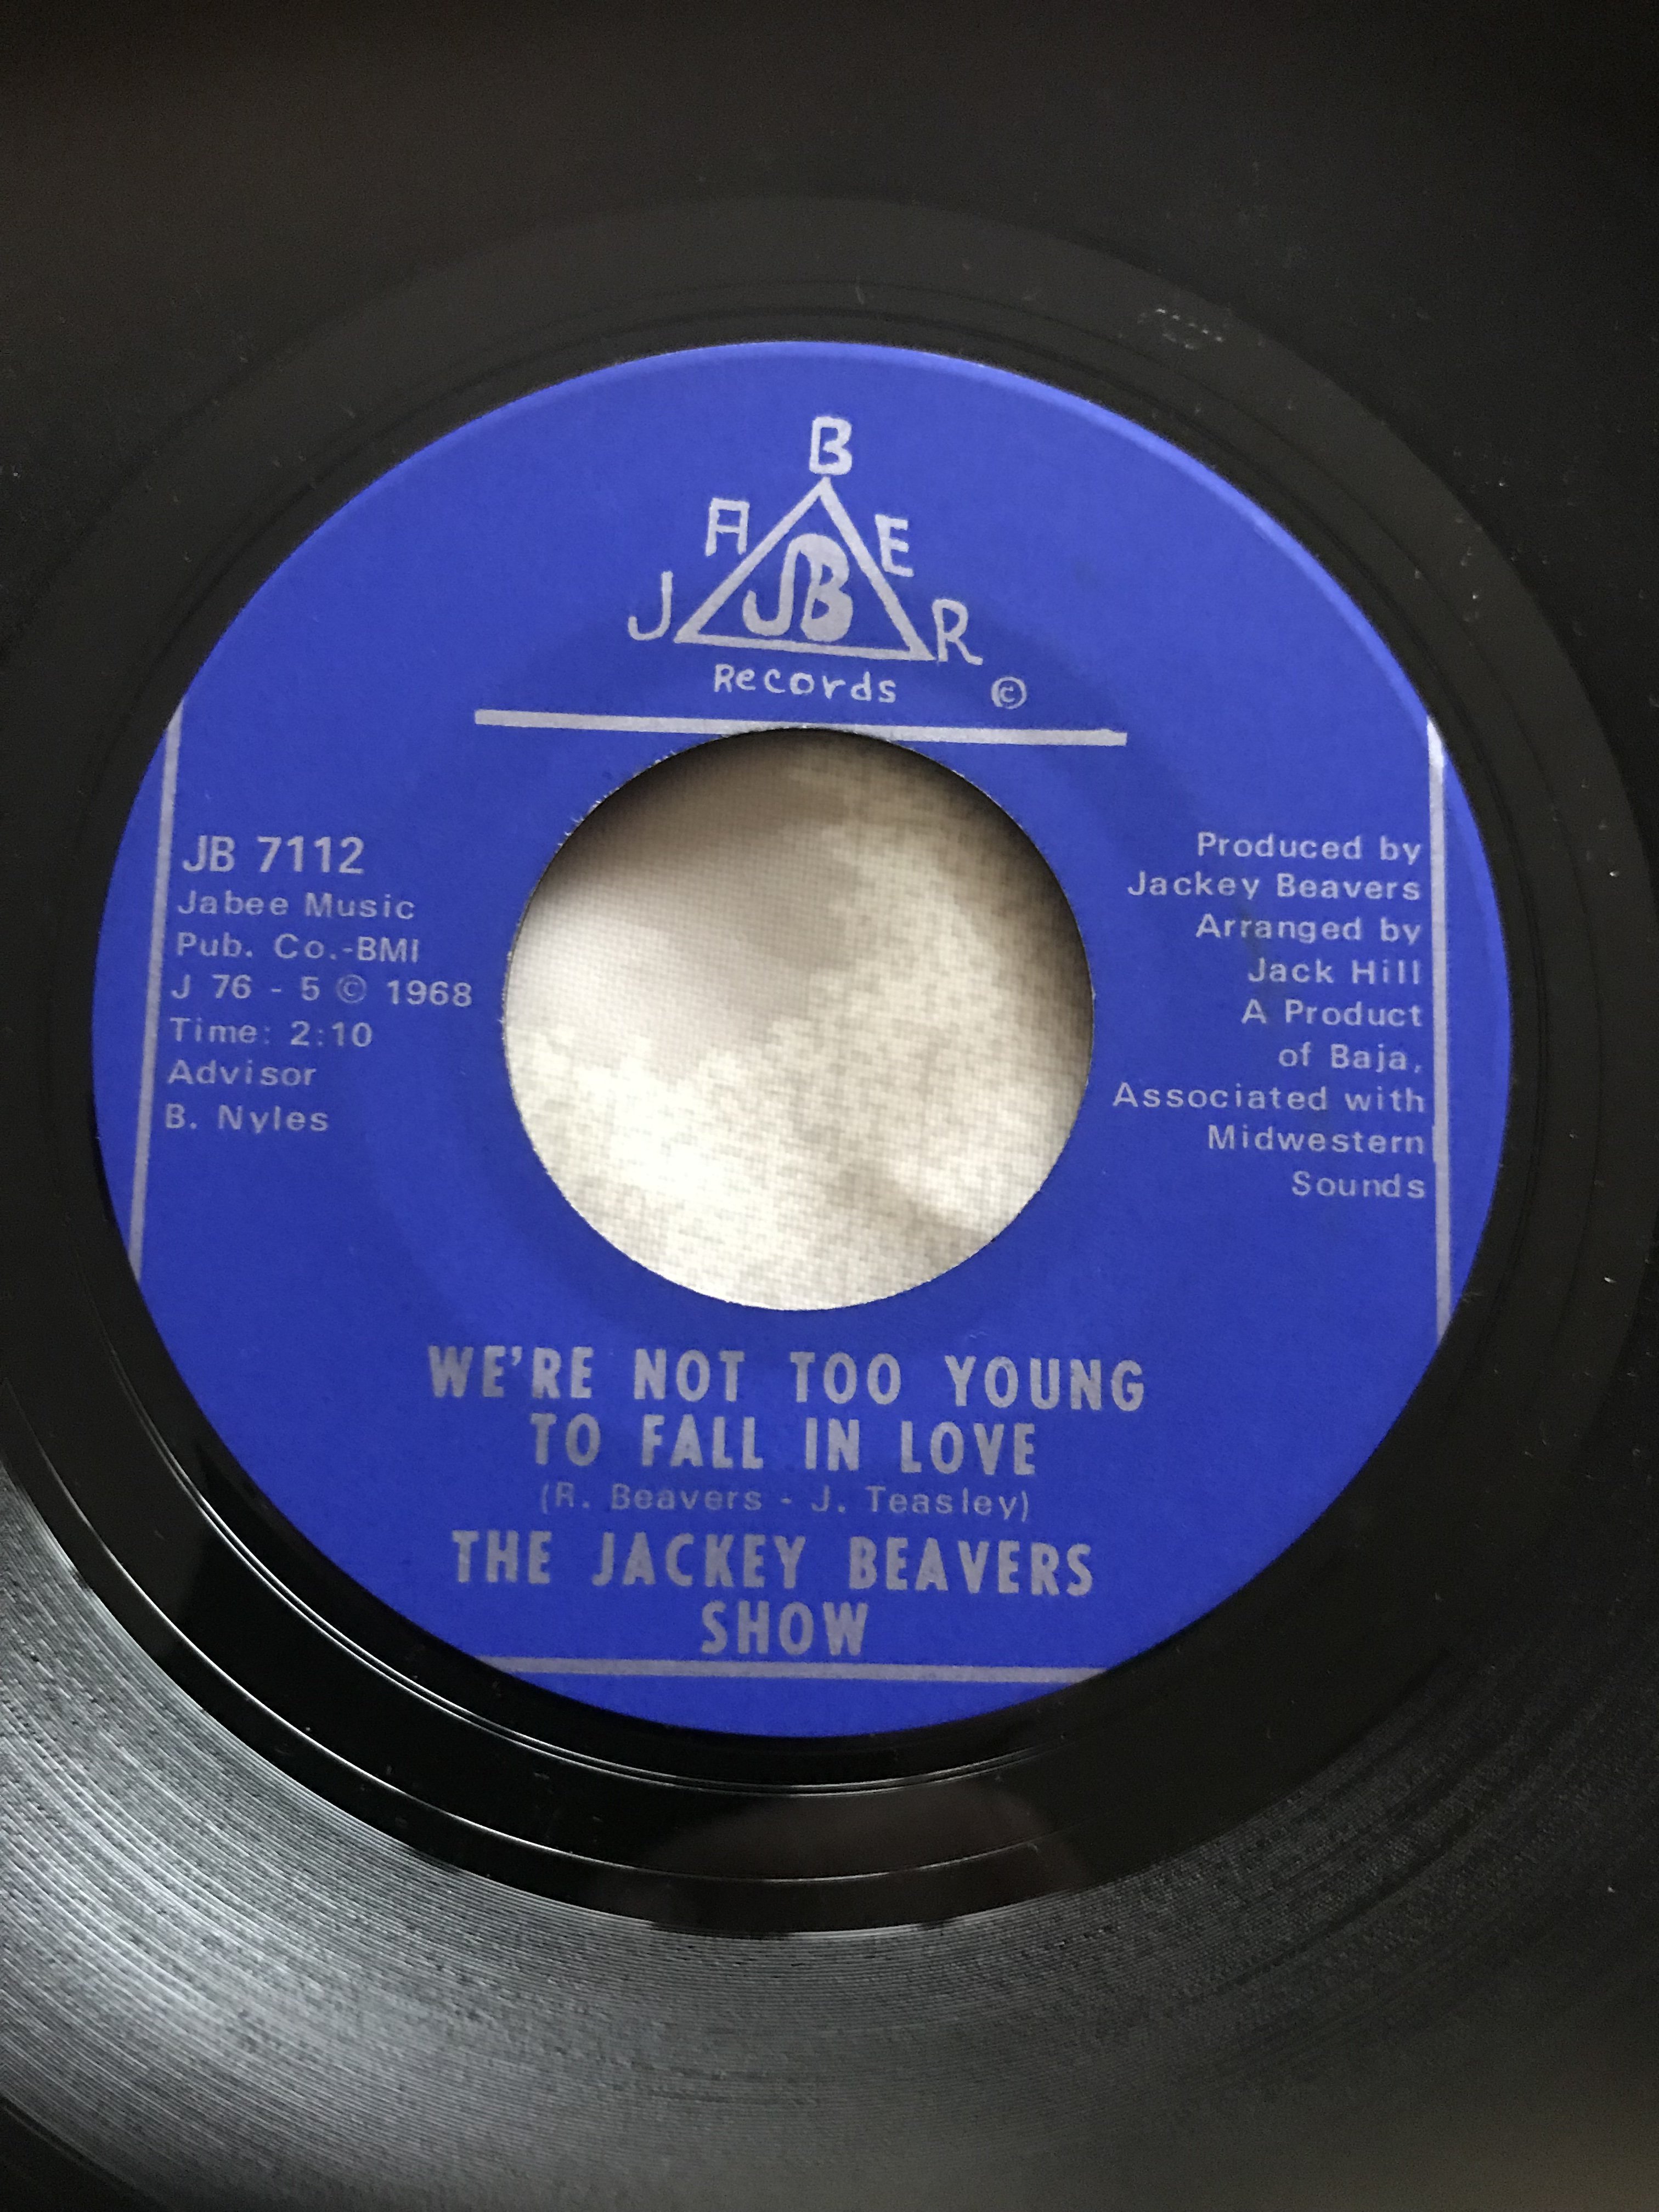 JABER
JB
Records ©
JB 7112
Jabee Music
Pub. Co.-BMI
J 76 - 5 © 1968
Time: 2:10
Advisor
B. Nyles
Produced by
Jackey Beavers
Arranged by
Jack Hill
A Product
of Baja,
Associated with
Midwestern
Sounds
WE'RE NOT TOO YOUNG
TO FALL IN LOVE
(R. Beavers - J. Teasley)
THE JACKEY BEAVERS
SHOW